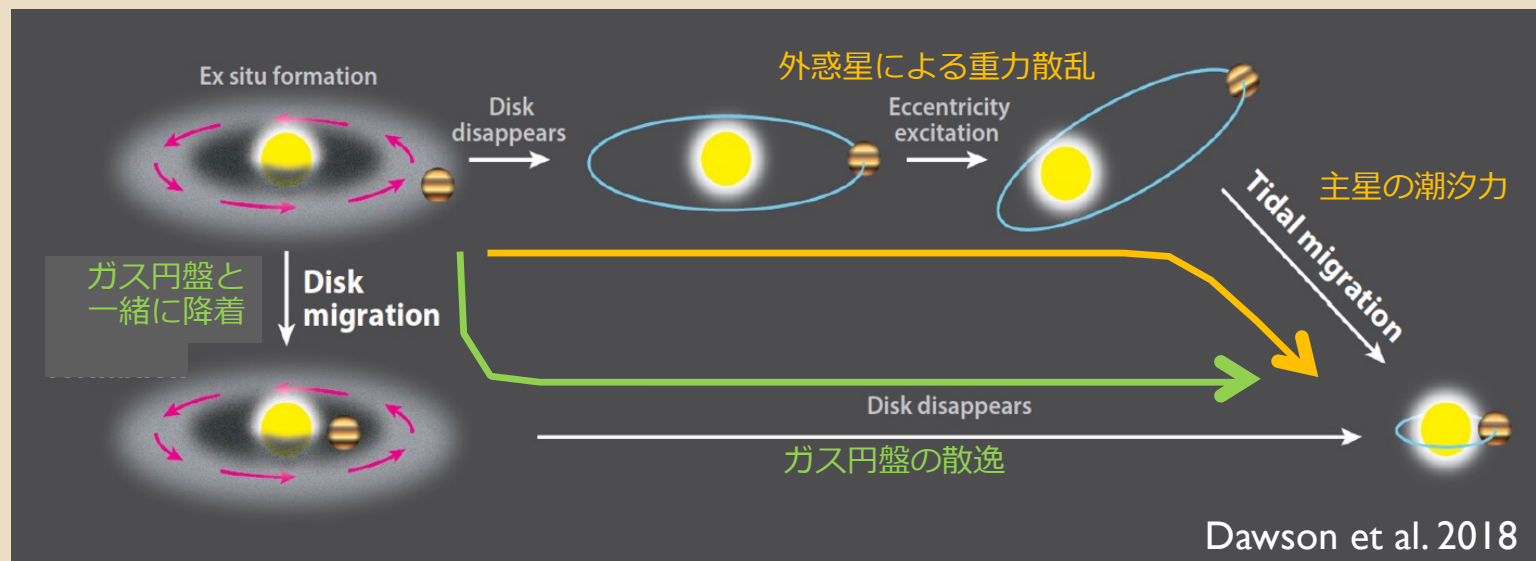 外惑星による重力散乱
Ex situ formation
Disk
disappears
Eccentricity
excitation
主星の潮汐力
Tidal migration
ガス円盤と
一緒に降着
Disk
migration
Disk disappears
ガス円盤の散逸
Dawson et al. 2018